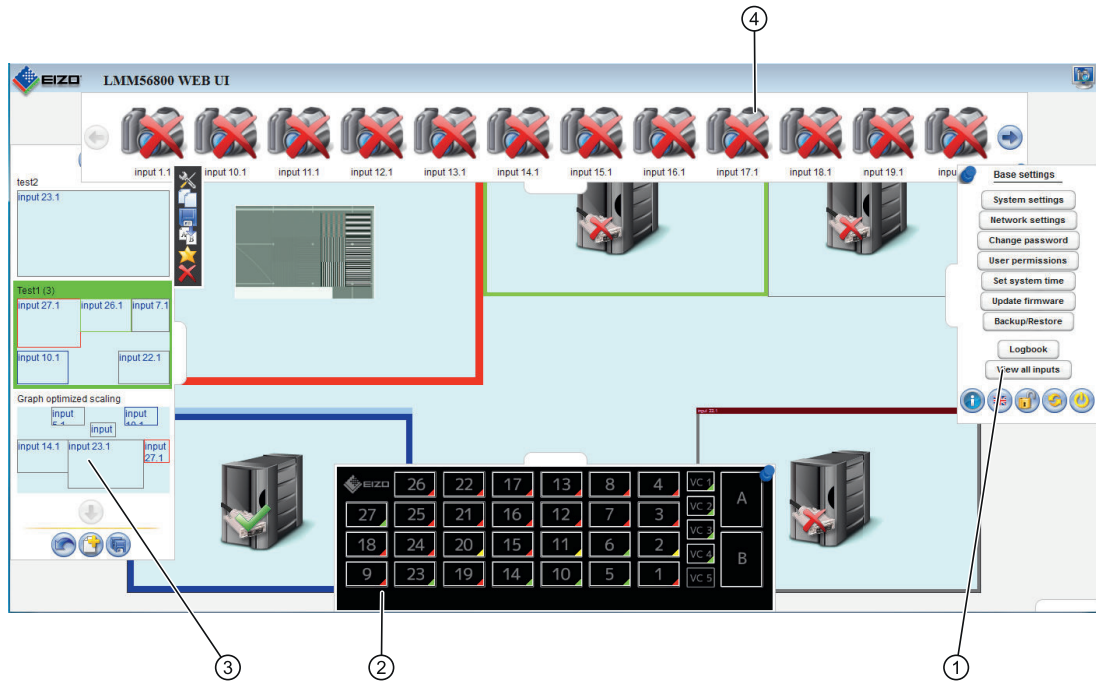 4
EIZO LMM56800 WEB UI
input 1.1 input 10.1 input 11.1 input 12.1 input 13.1 input 14.1 input 15.1 input 16.1 input 17.1 input 18.1 input 19.1 inpu
test2
input 23.1
Test1 (3)
input 27.1 input 26.1 input 7.1
input 10.1 input 22.1
Graph optimized scaling
input
input
input
input 14.1 input 23.1 input
27.1
Base settings
System settings
Network settings
Change password
User permissions
Set system time
Update firmware
Backup/Restore
Logbook
View all inputs
EIZO 26 22 17 13 8 4 VC 1 A
27 25 21 16 12 7 3 VC 2
VC 3
18 24 20 15 11 6 2 VC 4 B
9 23 19 14 10 5 1 VC 5
3 2 1